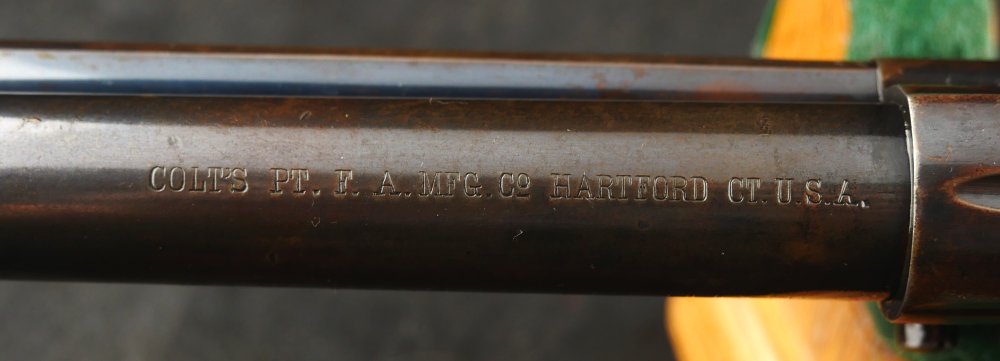 COLT'S PT. F. A. MFG. Cº HARTFORD CT. U.S.A.